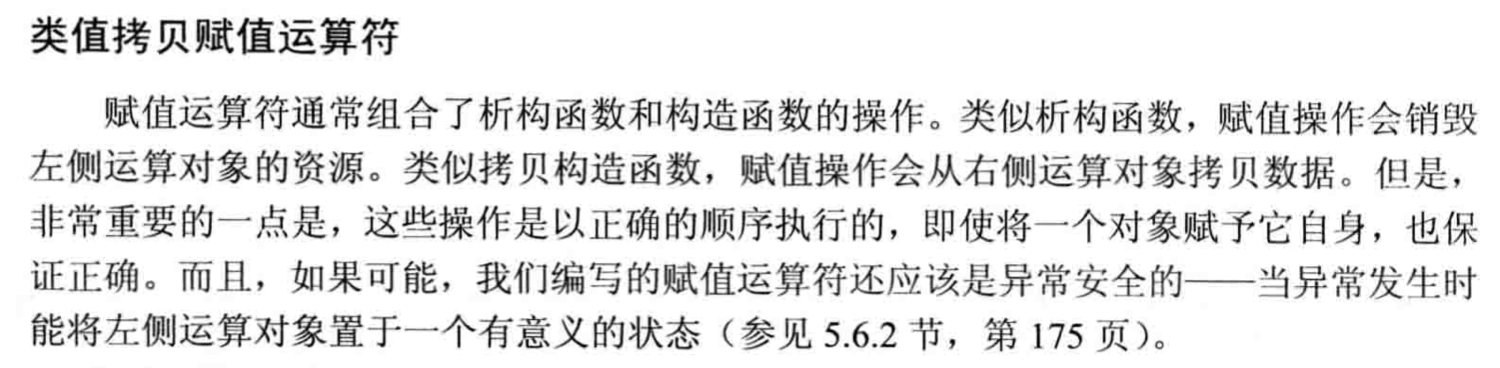 类值拷贝赋值运算符
赋值运算符通常组合了析构函数和构造函数的操作。类似析构函数，赋值操作会销毁
左侧运算对象的资源。类似拷贝构造函数，赋值操作会从右侧运算对象拷贝数据。但是，
非常重要的一点是，这些操作是以正确的顺序执行的，即使将一个对象赋予它自身，也保
证正确。而且，如果可能，我们编写的赋值运算符还应该是异常安全的——当异常发生时
能将左侧运算对象置于一个有意义的状态（参见 5.6.2 节，第 175 页）。